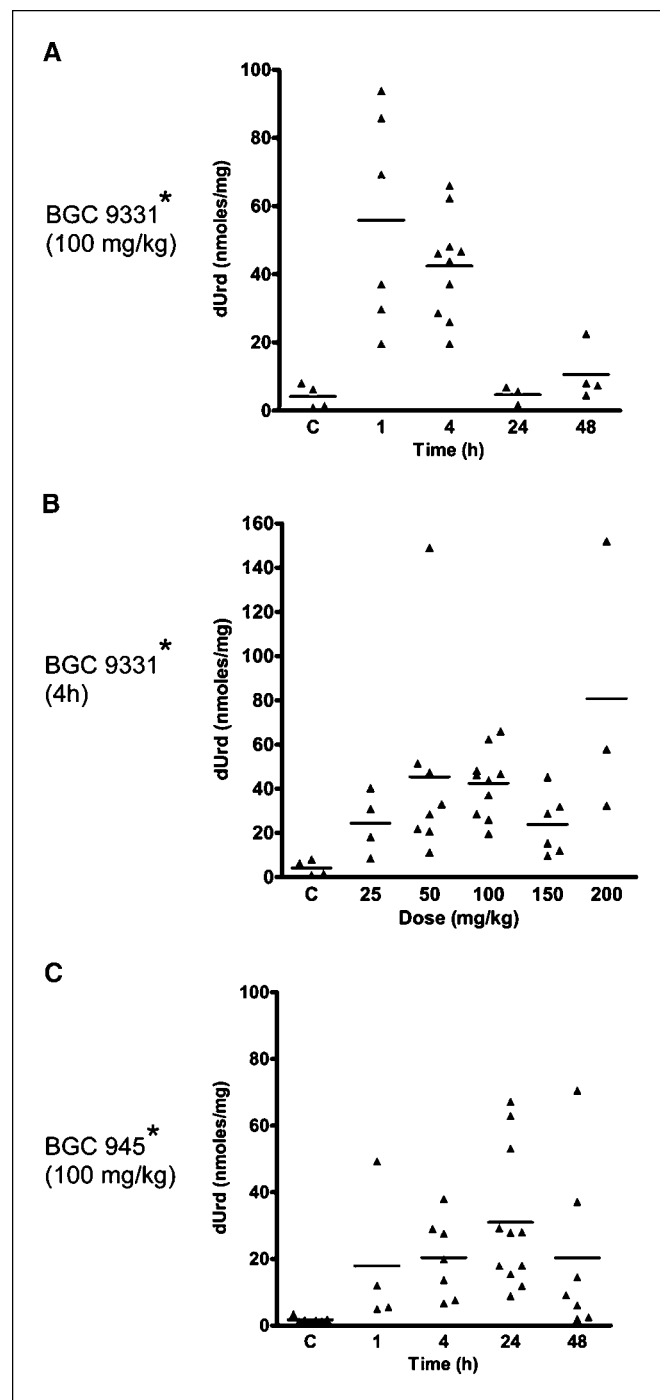 A
BGC 9331*
(100 mg/kg)
dUrd (nmoles/mg)
100
80
60
40
20
0
C 1 4 24 48
Time (h)
B
BGC 9331*
(4h)
dUrd (nmoles/mg)
160
140
120
100
80
60
40
20
0
C 25 50 100 150 200
Dose (mg/kg)
C
BGC 945*
(100 mg/kg)
dUrd (nmoles/mg)
100
80
60
40
20
0
C 1 4 24 48
Time (h)